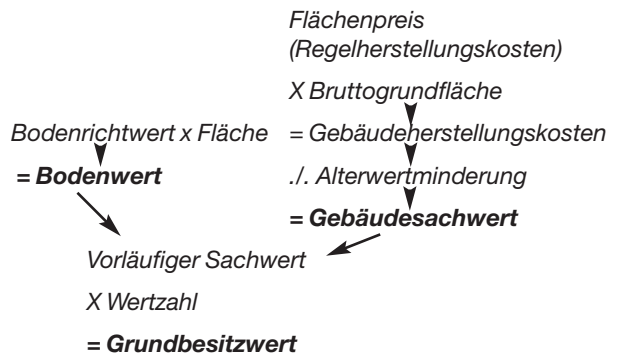 Flächenpreis
(Regelherstellungskosten)
X Bruttogrundfläche
Bodenrichtwert x Fläche
= Gebäudeherstellungskosten
= Bodenwert
./. Alterwertminderung
= Gebäudesachwert
Vorläufiger Sachwert
X Wertzahl
= Grundbesitzwert